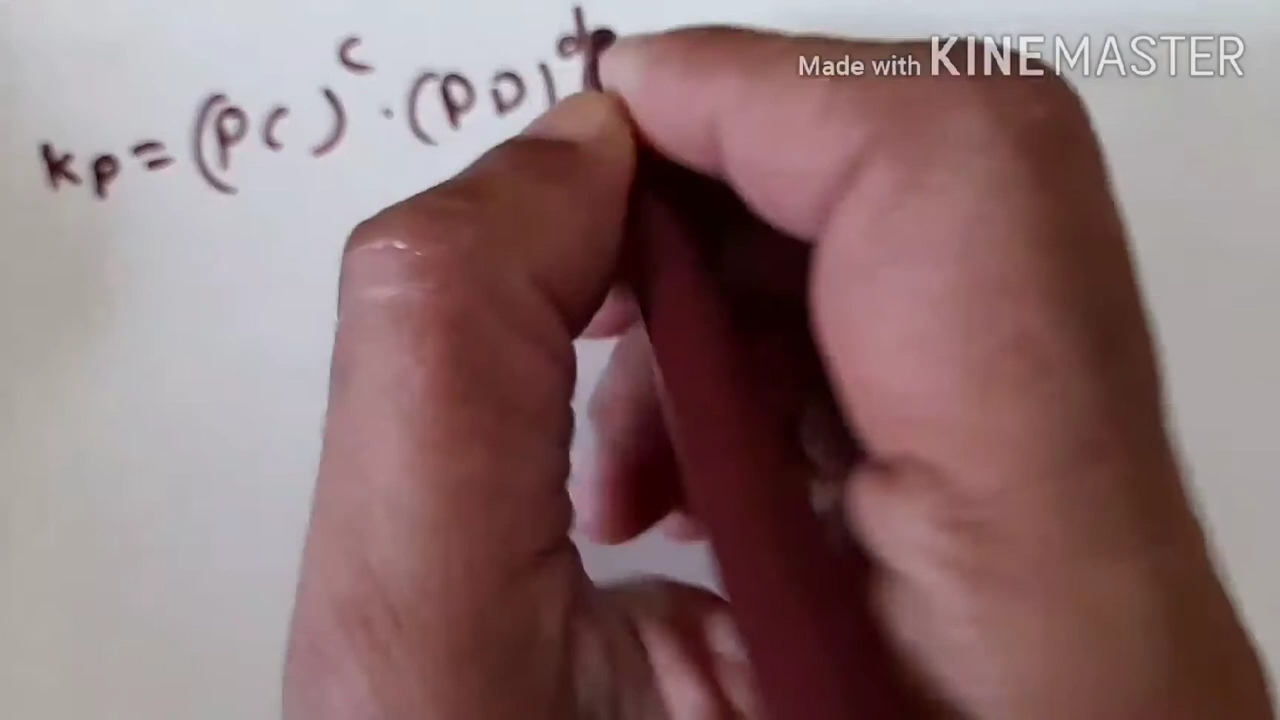 Made with KINEMASTER
kp = (PC)^c . (PD)^d